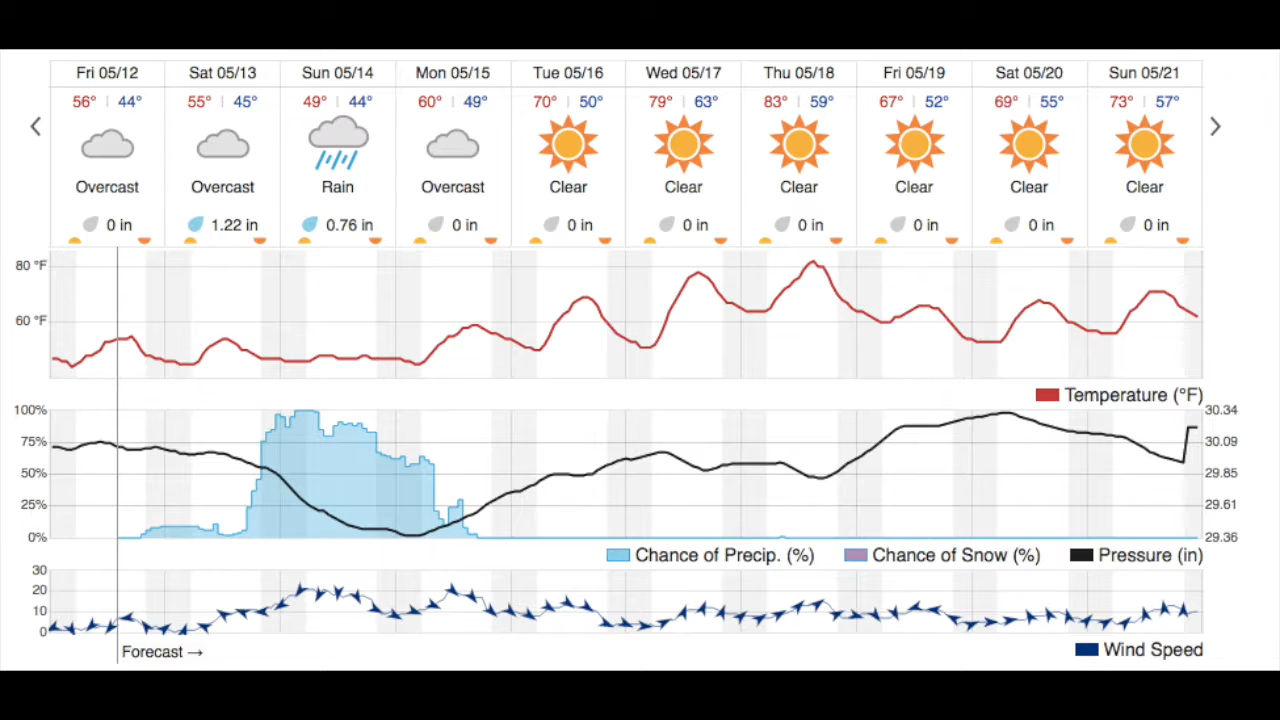 Fri 05/12 Sat 05/13 Sun 05/14 Mon 05/15 Tue 05/16 Wed 05/17 Thu 05/18 Fri 05/19 Sat 05/20 Sun 05/21
56° | 44° 55° | 45° 49° | 44° 60° | 49° 70° | 50° 79° | 63° 83° | 59° 67° | 52° 69° | 55° 73° | 57°
Overcast Overcast Rain Overcast Clear Clear Clear Clear Clear Clear
0 in 1.22 in 0.76 in 0 in 0 in 0 in 0 in 0 in 0 in 0 in
80 °F
60 °F
Temperature (°F)
100% 30.34
75% 30.09
50% 29.85
25% 29.61
0% 29.36
Chance of Precip. (%) Chance of Snow (%) Pressure (in)
30
20
10
0
Forecast →
Wind Speed